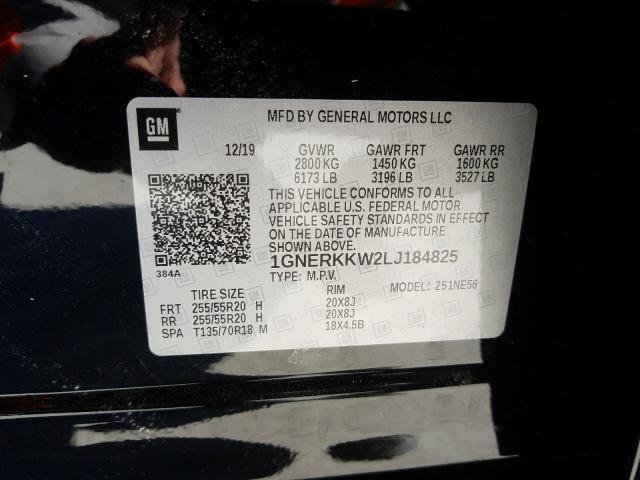 GM
MFD BY GENERAL MOTORS LLC
12/19 GVWR GAWR FRT GAWR RR
2800 KG 1450 KG 1600 KG
6173 LB 3196 LB 3527 LB
THIS VEHICLE CONFORMS TO ALL
APPLICABLE U.S. FEDERAL MOTOR
VEHICLE SAFETY STANDARDS IN EFFECT
ON THE DATE OF MANUFACTURE
SHOWN ABOVE.
384A
1GNERKKW2LJ184825
TYPE: M.P.V. MODEL: 251NE56
TIRE SIZE RIM
FRT 255/55R20 H 20X8J
RR 255/55R20 H 20X8J
SPA T135/70R18 M 18X4.5B